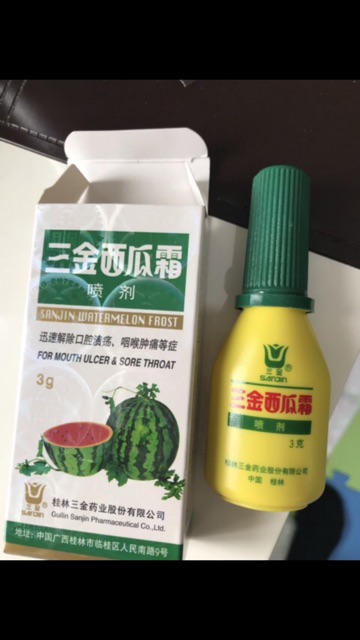 三金西瓜霜
喷剂
SANJIN WATERMELON FROST
迅速解除口腔溃疡、咽喉肿痛等症
FOR MOUTH ULCER & SORE THROAT
3g
三金
SANJIN
桂林三金药业股份有限公司
Guilin Sanjin Pharmaceutical Co.,Ltd.
地址:中国广西桂林市临桂区人民南路9号
三金
SANJIN
三金西瓜霜
喷剂
3克
桂林三金药业股份有限公司
中国 桂林